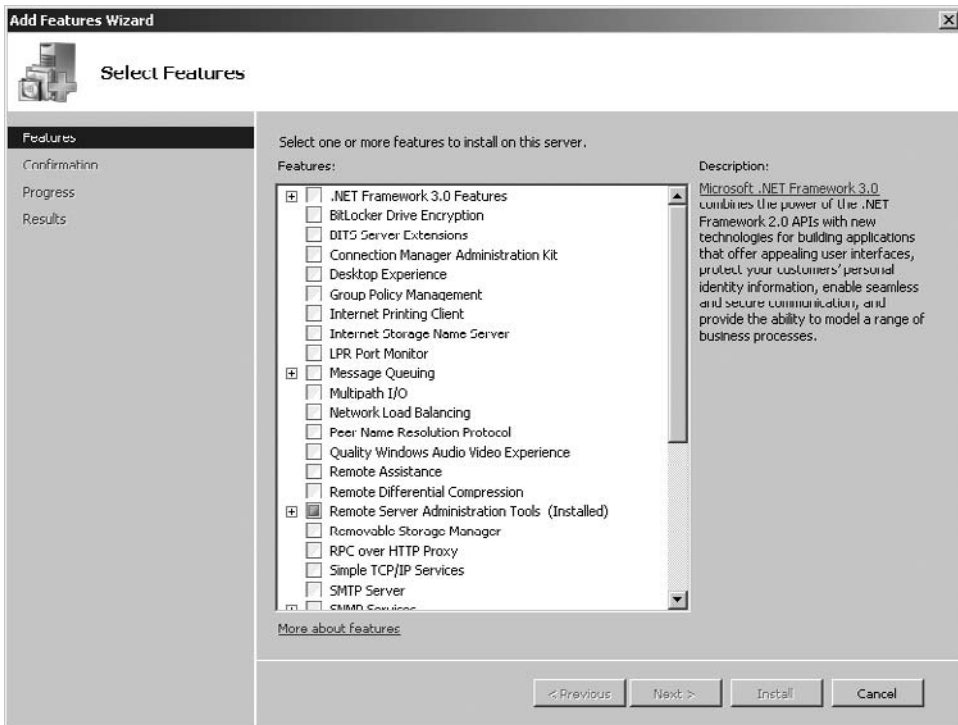 Add Features Wizard
Select Features
Features
Confirmation
Progress
Results
Select one or more features to install on this server.
Features:
.NET Framework 3.0 Features
BitLocker Drive Encryption
BITS Server Extensions
Connection Manager Administration Kit
Desktop Experience
Group Policy Management
Internet Printing Client
Internet Storage Name Server
LPR Port Monitor
Message Queuing
Multipath I/O
Network Load Balancing
Peer Name Resolution Protocol
Quality Windows Audio Video Experience
Remote Assistance
Remote Differential Compression
Remote Server Administration Tools (Installed)
Removable Storage Manager
RPC over HTTP Proxy
Simple TCP/IP Services
SMTP Server
SNMP Services
More about features
Description:
Microsoft .NET Framework 3.0
combines the power of the .NET
Framework 2.0 APIs with new
technologies for building applications
that offer appealing user interfaces,
protect your customers' personal
identity information, enable seamless
and secure communication, and
provide the ability to model a range of
business processes.
< Previous
Next >
Install
Cancel